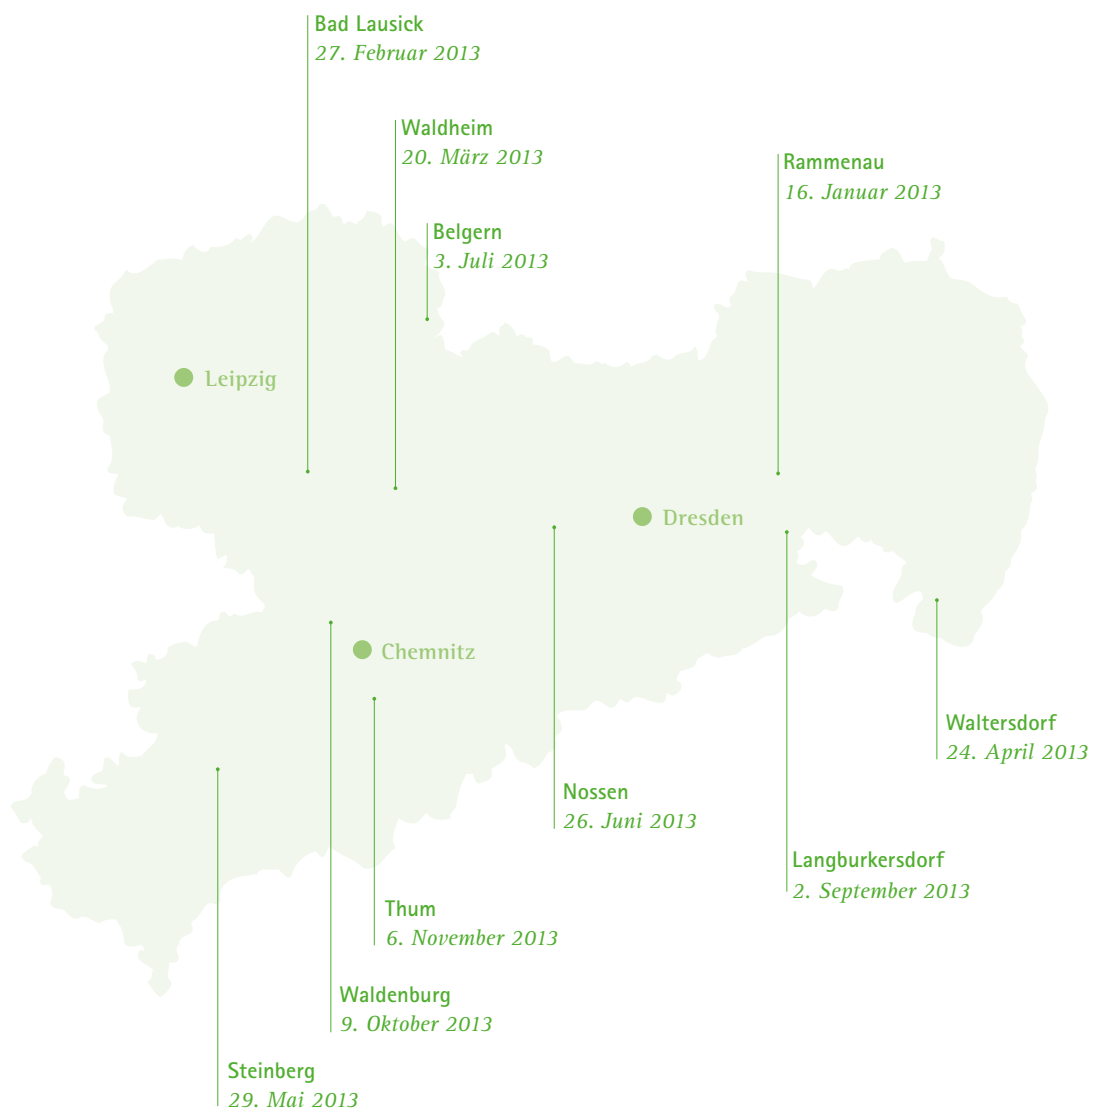 Bad Lausick
27. Februar 2013
Waldheim
20. März 2013
Rammenau
16. Januar 2013
Belgern
3. Juli 2013
Leipzig
Dresden
Chemnitz
Waltersdorf
24. April 2013
Nossen
26. Juni 2013
Langburkersdorf
2. September 2013
Thum
6. November 2013
Waldenburg
9. Oktober 2013
Steinberg
29. Mai 2013